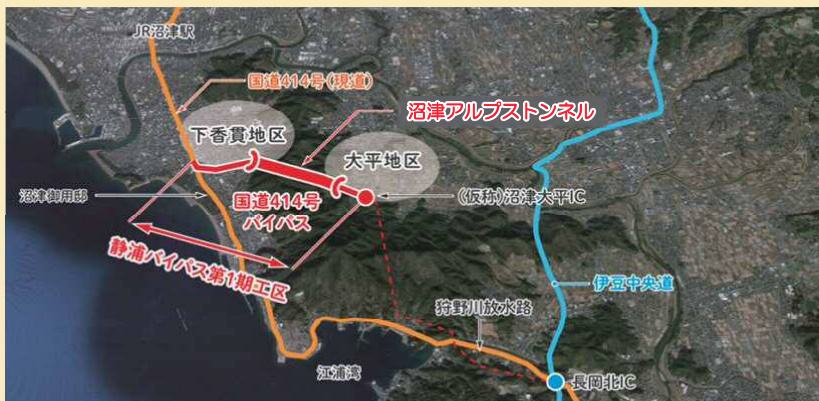 JR沼津駅
国道414号(現道)
沼津アルプストンネル
下香貫地区
大平地区
沼津御用邸
国道414号
バイパス
(仮称)沼津大平IC
静浦バイパス第1期工区
伊豆中央道
狩野川放水路
江浦湾
長岡北IC